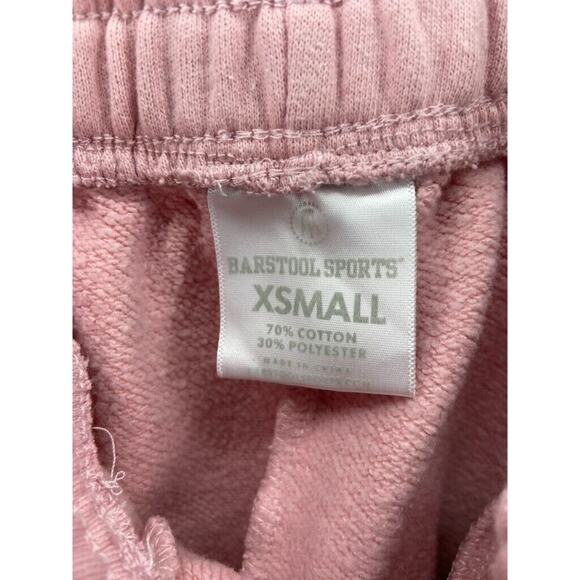 BARSTOOL SPORTS
XSMALL
70% COTTON
30% POLYESTER
MADE IN CHINA